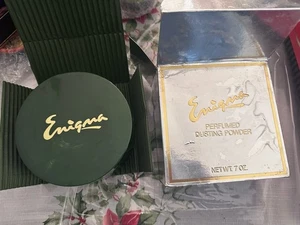 Enigma
Enigma
PERFUMED
DUSTING POWDER
NET WT. 7 OZ.